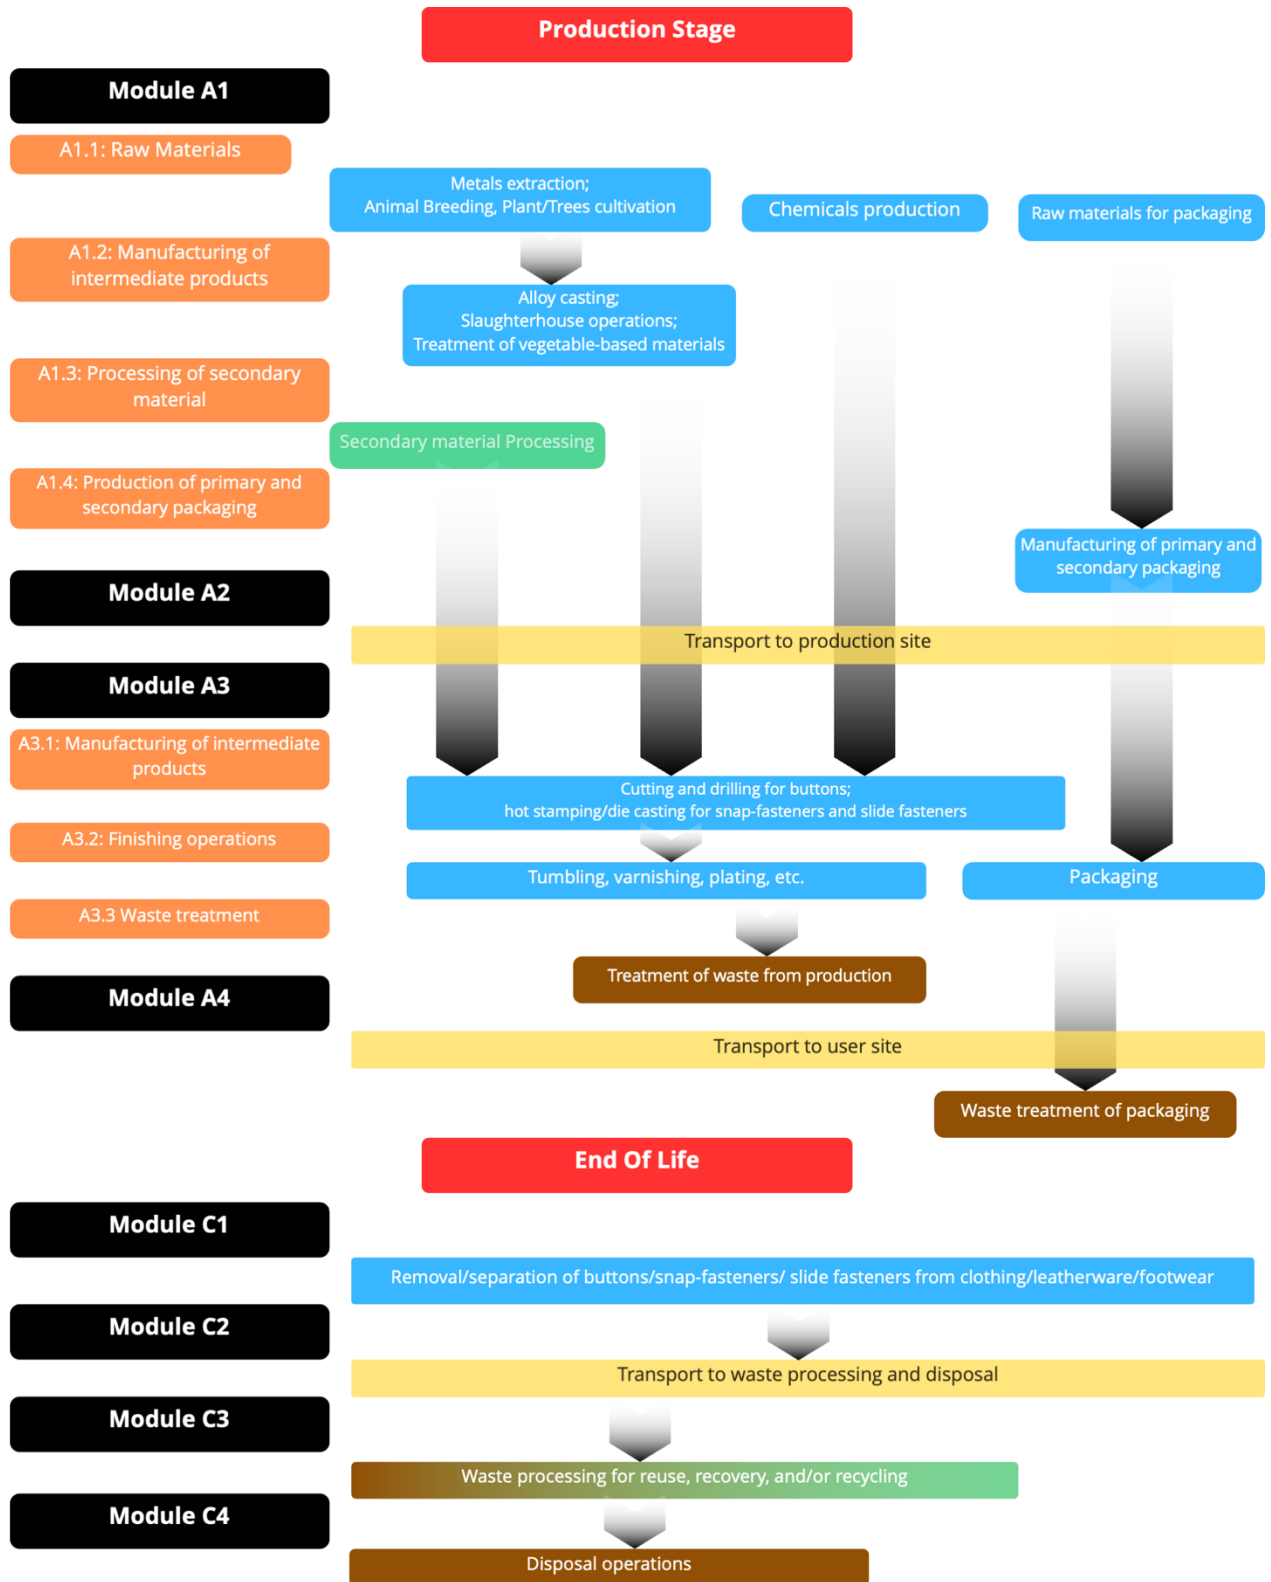 Production Stage
Module A1
A1.1: Raw Materials
Metals extraction;
Animal Breeding, Plant/Trees cultivation
Chemicals production
Raw materials for packaging
A1.2: Manufacturing of
intermediate products
Alloy casting;
Slaughterhouse operations;
Treatment of vegetable-based materials
A1.3: Processing of secondary
material
Secondary material Processing
A1.4: Production of primary and
secondary packaging
Manufacturing of primary and
secondary packaging
Module A2
Transport to production site
Module A3
A3.1: Manufacturing of intermediate
products
Cutting and drilling for buttons;
hot stamping/die casting for snap-fasteners and slide fasteners
A3.2: Finishing operations
Tumbling, varnishing, plating, etc.
Packaging
A3.3 Waste treatment
Treatment of waste from production
Module A4
Transport to user site
Waste treatment of packaging
End Of Life
Module C1
Removal/separation of buttons/snap-fasteners/ slide fasteners from clothing/leatherware/footwear
Module C2
Transport to waste processing and disposal
Module C3
Waste processing for reuse, recovery, and/or recycling
Module C4
Disposal operations